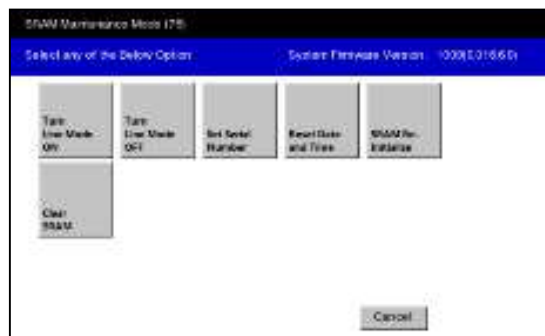 SRAM Maintenance Mode (75)
Select any of the Below Option
System Firmware Version
Turn
Line Mode
ON
Turn
Line Mode
OFF
Set Serial
Number
Reset Date
and Time
SRAM Re-
Initialize
Clear
SRAM
Cancel